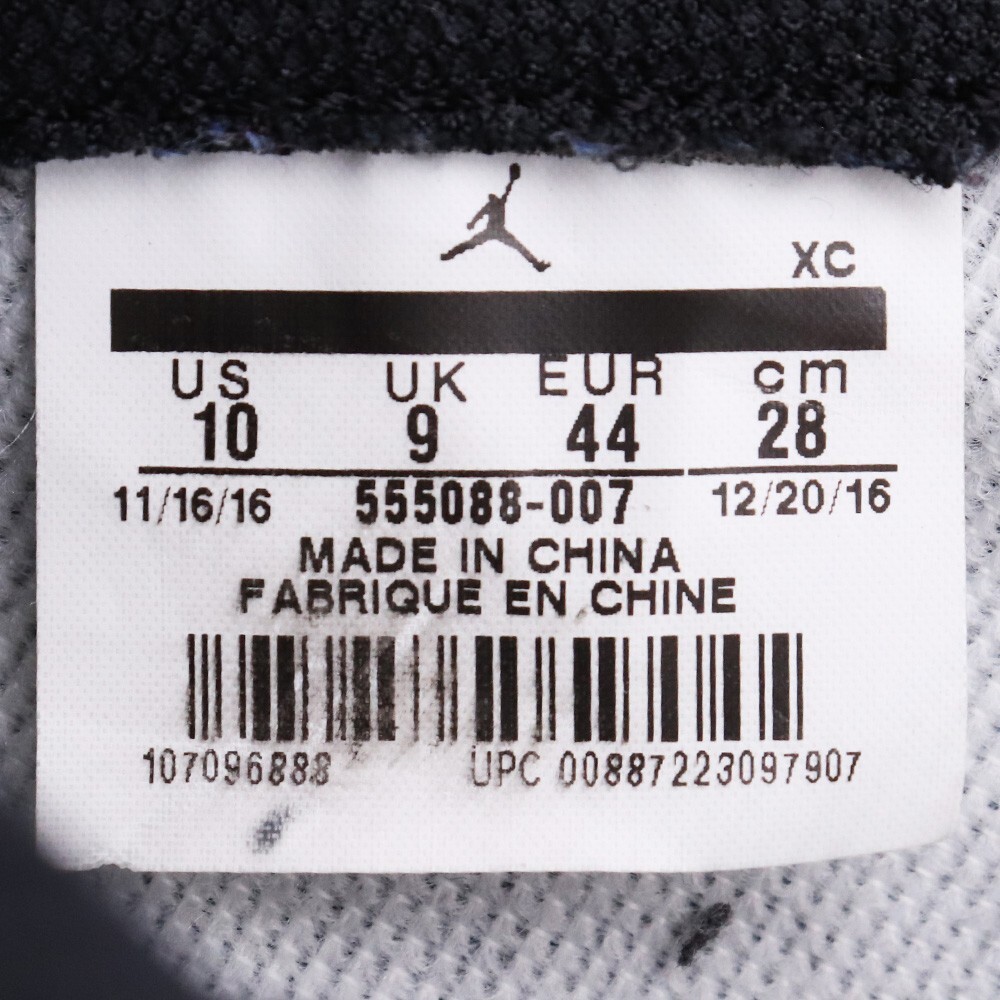 XC
US UK EUR cm
10 9 44 28
11/16/16 555088-007 12/20/16
MADE IN CHINA
FABRIQUE EN CHINE
107096888 UPC 00887223097907